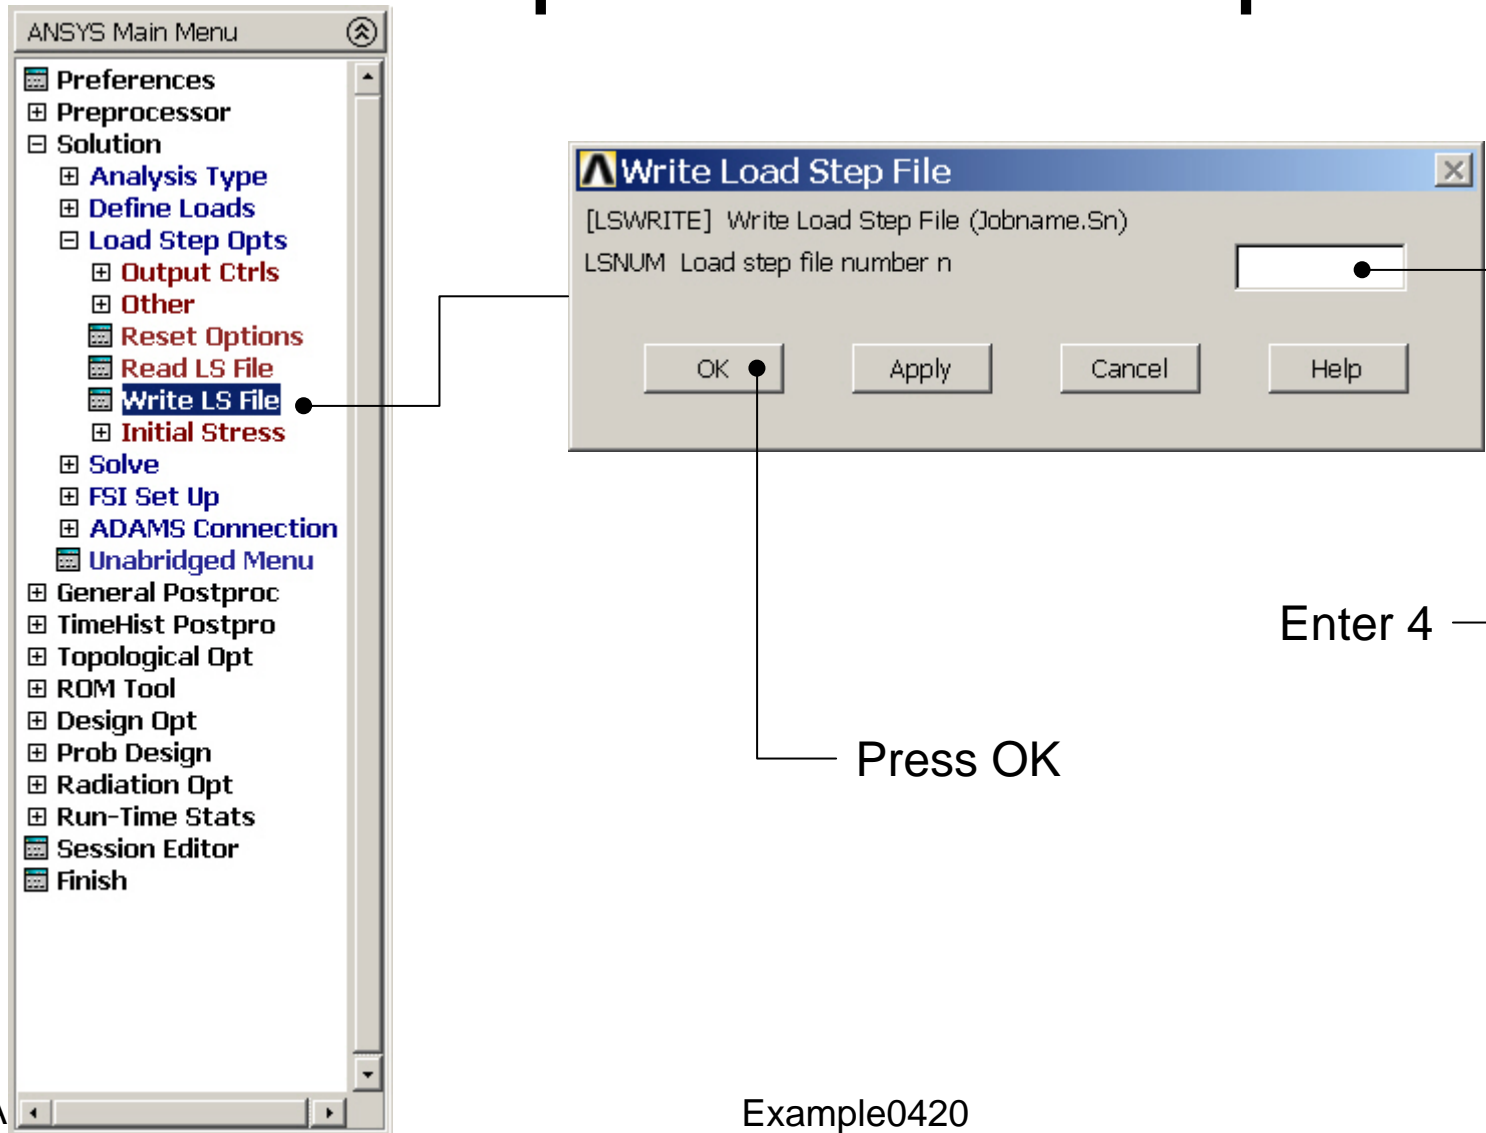 ANSYS Main Menu
Preferences
Preprocessor
Solution
Analysis Type
Define Loads
Load Step Opts
Output Ctrls
Other
Reset Options
Read LS File
Write LS File
Initial Stress
Solve
FSI Set Up
ADAMS Connection
Unabridged Menu
General Postproc
TimeHist Postpro
Topological Opt
ROM Tool
Design Opt
Prob Design
Radiation Opt
Run-Time Stats
Session Editor
Finish
Write Load Step File
[LSWRITE] Write Load Step File (Jobname.Sn)
LSNUM Load step file number n
OK Apply Cancel Help
Enter 4
Press OK
Example0420